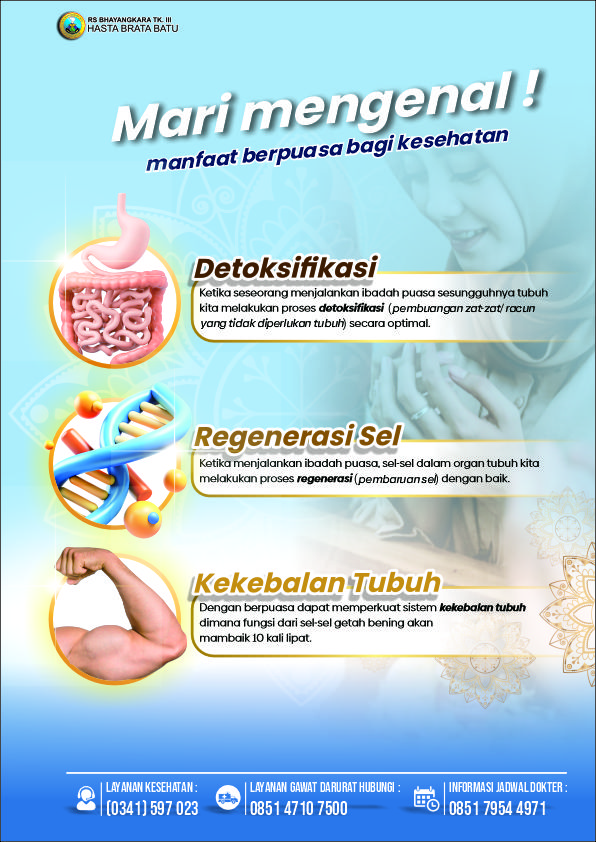 RS BHAYANGKARA TK. III
HASTA BRATA BATU
Mari mengenal !
manfaat berpuasa bagi kesehatan
Detoksifikasi
Ketika seseorang menjalankan ibadah puasa sesungguhnya tubuh
kita melakukan proses detoksifikasi (pembuangan zat-zat/ racun
yang tidak diperlukan tubuh) secara optimal.
Regenerasi Sel
Ketika menjalankan ibadah puasa, sel-sel dalam organ tubuh kita
melakukan proses regenerasi (pembaruan sel) dengan baik.
Kekebalan Tubuh
Dengan berpuasa dapat memperkuat sistem kekebalan tubuh
dimana fungsi dari sel-sel getah bening akan
mambaik 10 kali lipat.
LAYANAN KESEHATAN :
(0341) 597 023
LAYANAN GAWAT DARURAT HUBUNGI :
0851 4710 7500
INFORMASI JADWAL DOKTER :
0851 7954 4971